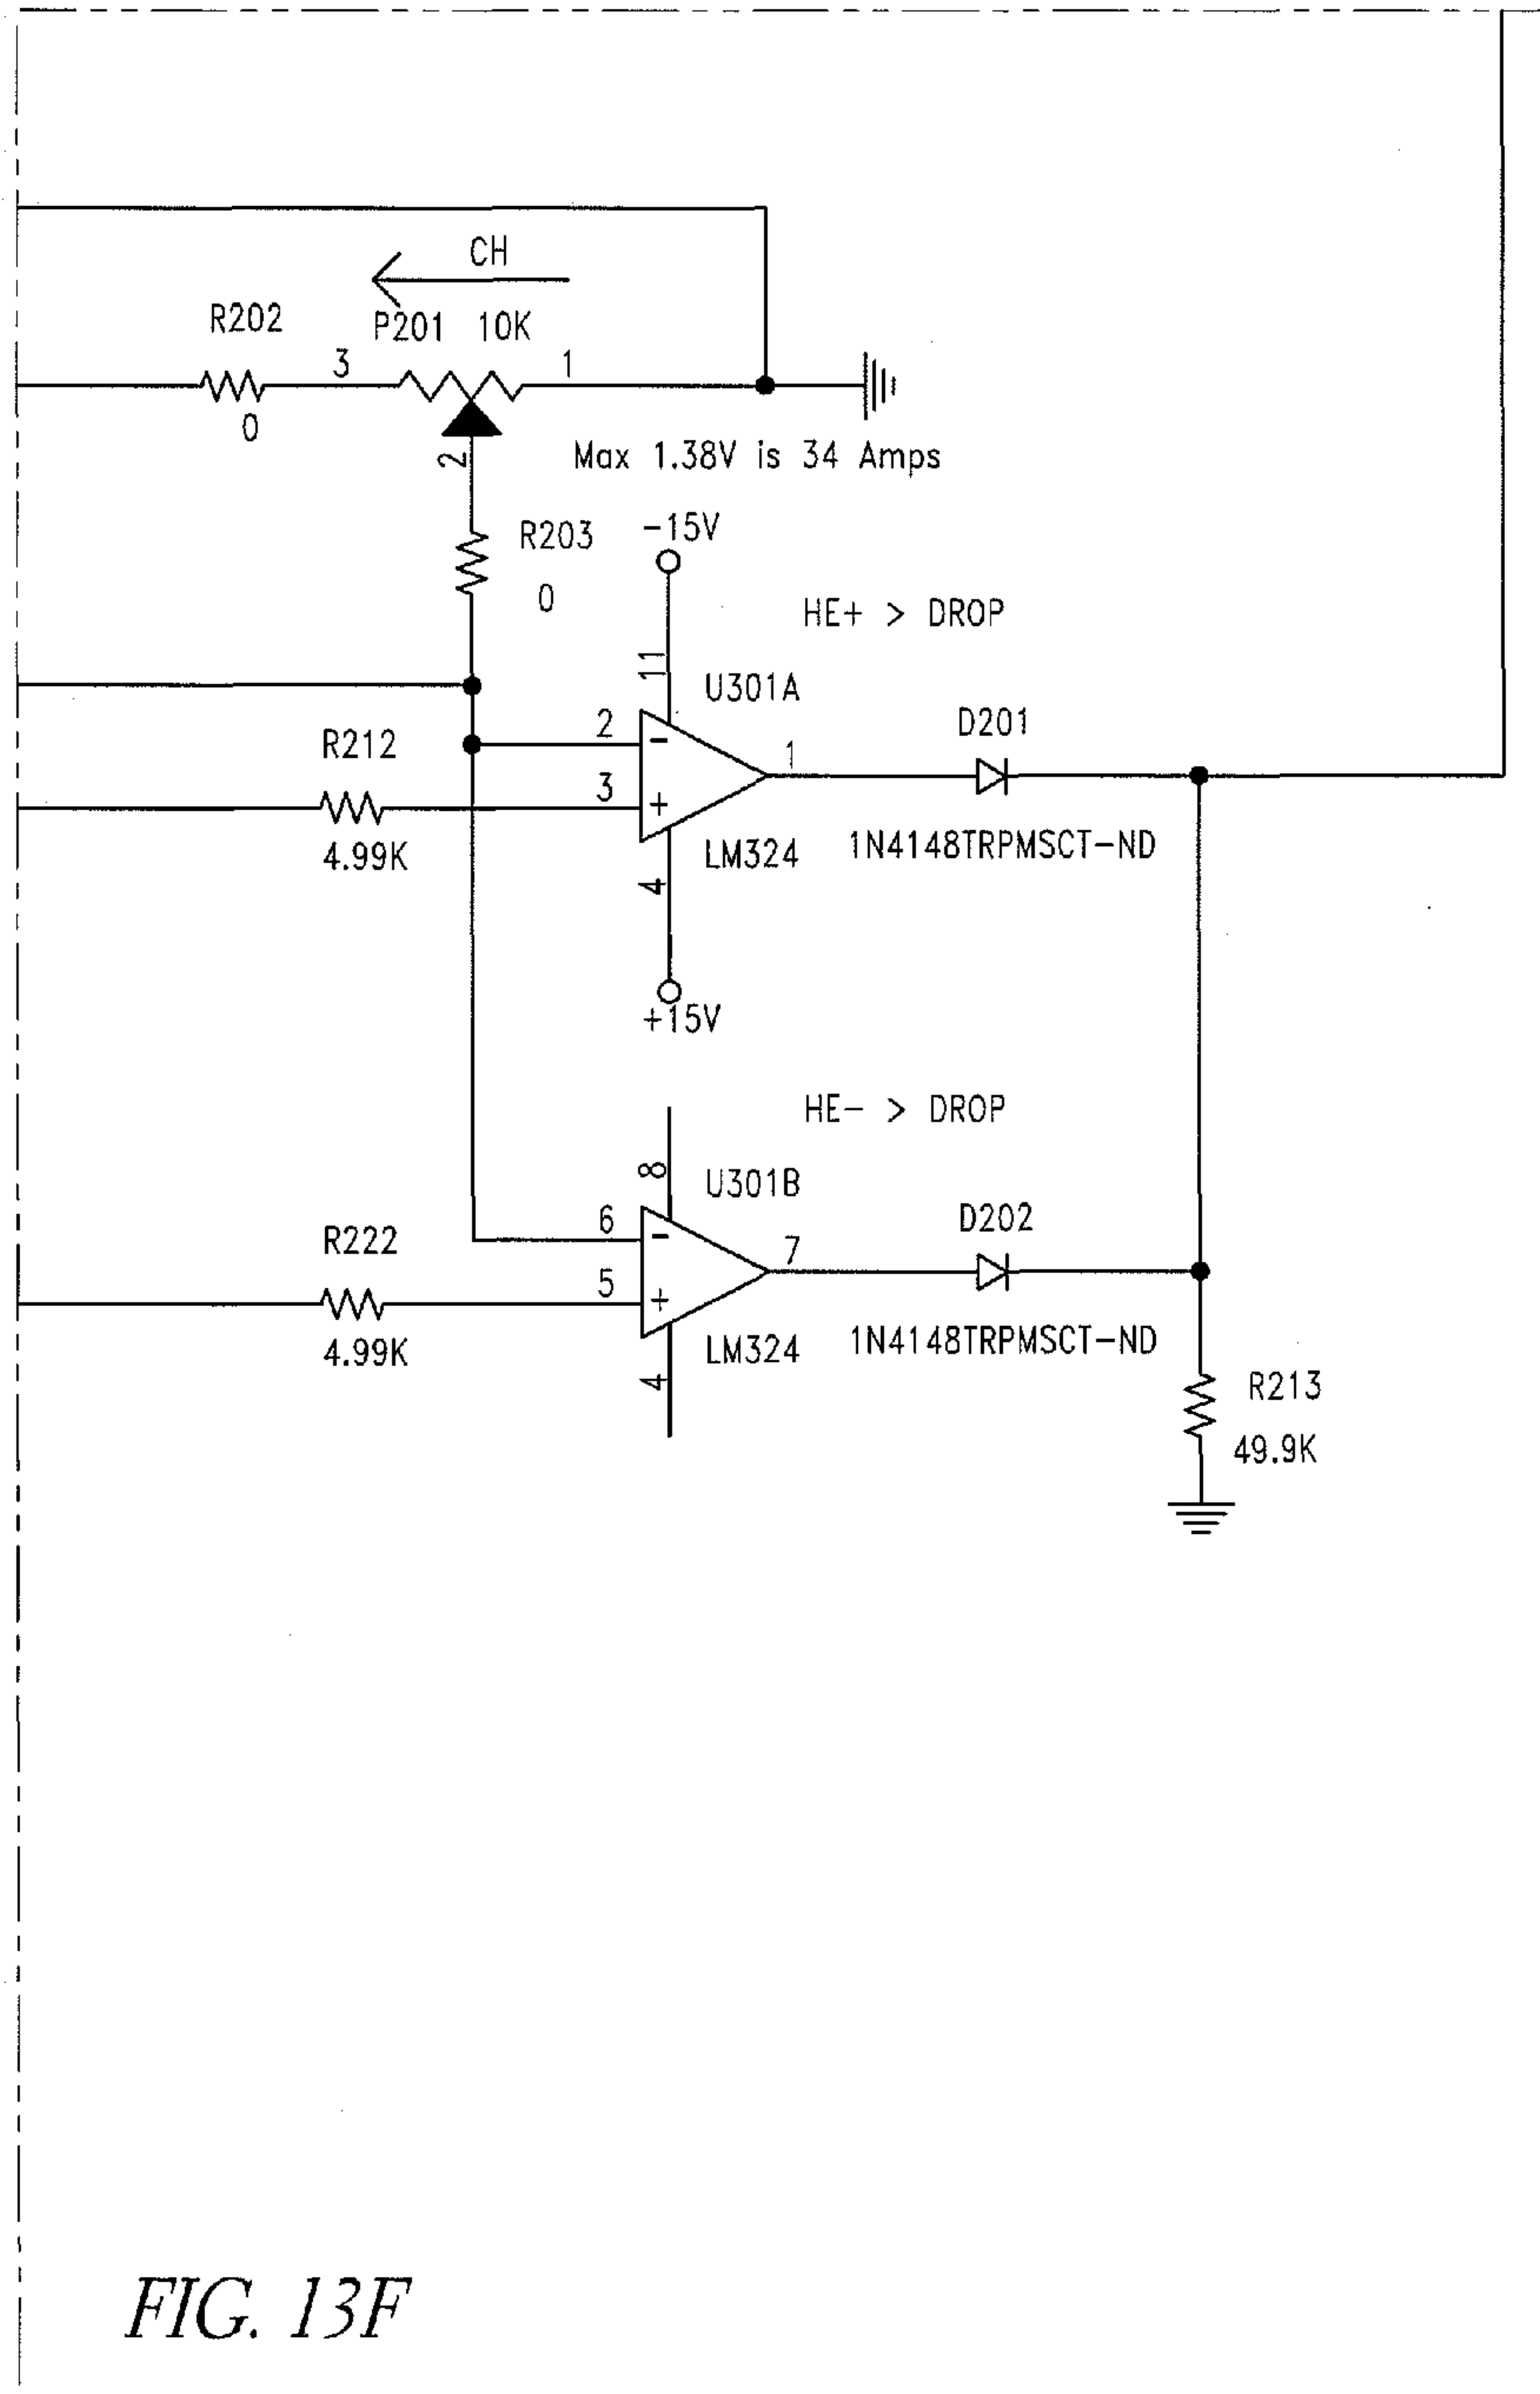 CH
R202
P201 10K
3
1
0
2
Max 1.38V is 34 Amps
R203
-15V
0
HE+ > DROP
11
U301A
D201
2
-
1
R212
3
+
4.99K
LM324
1N4148TRPMSCT-ND
4
+15V
HE- > DROP
8
U301B
D202
6
-
7
R222
5
+
4.99K
LM324
1N4148TRPMSCT-ND
4
R213
49.9K
FIG. 13F